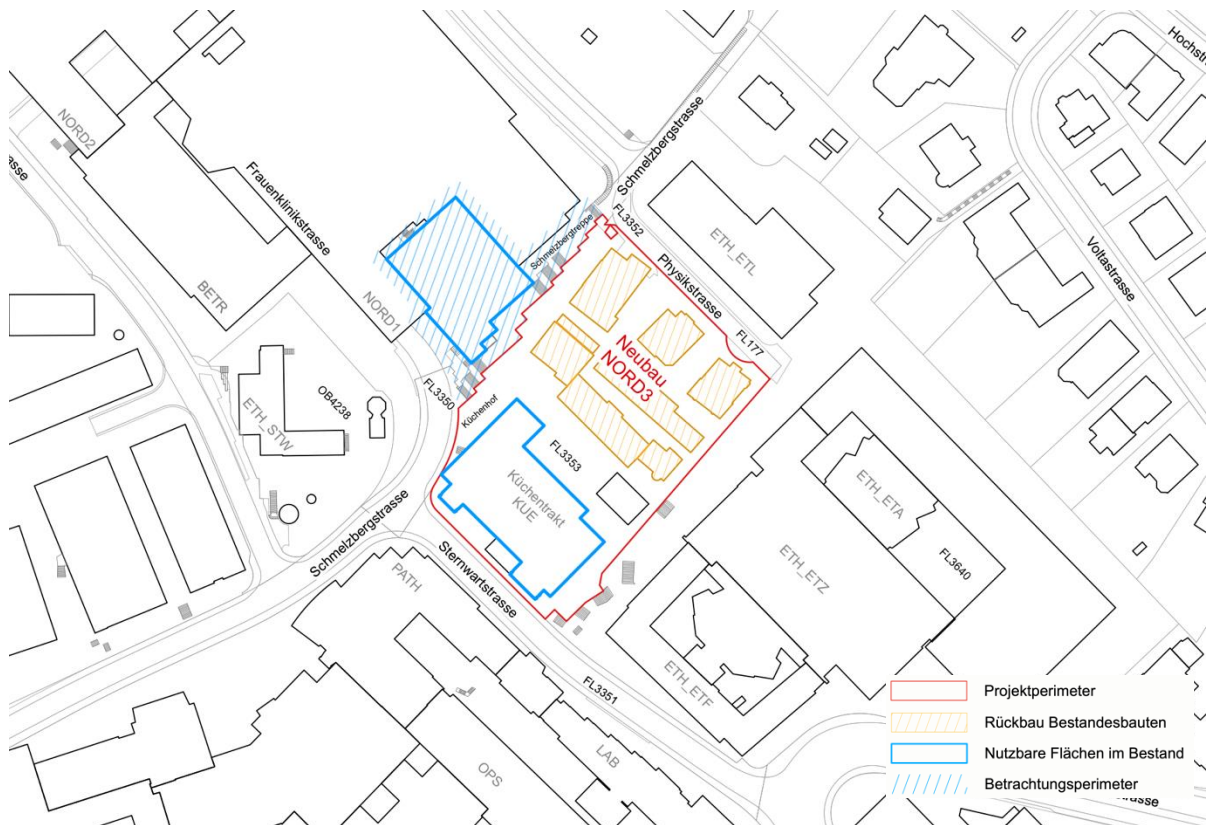 Hochstr
NORD2
asse
Frauenklinikstrasse
Schmelzbergstrasse
FL3352
Schmelzbergtreppe
ETH_ETL
Physikstrasse
Voltastrasse
BETR
NORD1
FL177
Neubau
NORD3
FL3350
Küchenhof
OB4238
ETH_STW
FL3353
Küchentrakt
KUE
ETH_ETA
FL3640
ETH_ETZ
Schmelzbergstrasse
Sternwartstrasse
PATH
ETH_ETF
FL3351
OPS
LAB
Projektperimeter
Rückbau Bestandesbauten
Nutzbare Flächen im Bestand
Betrachtungsperimeter
strasse